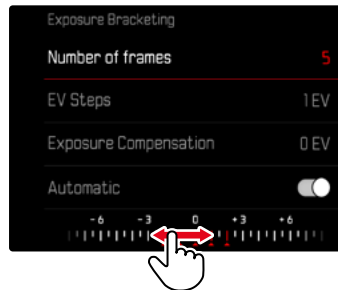 Exposure Bracketing
Number of frames 5
EV Steps 1 EV
Exposure Compensation 0 EV
Automatic
-6 -3 0 +3 +6